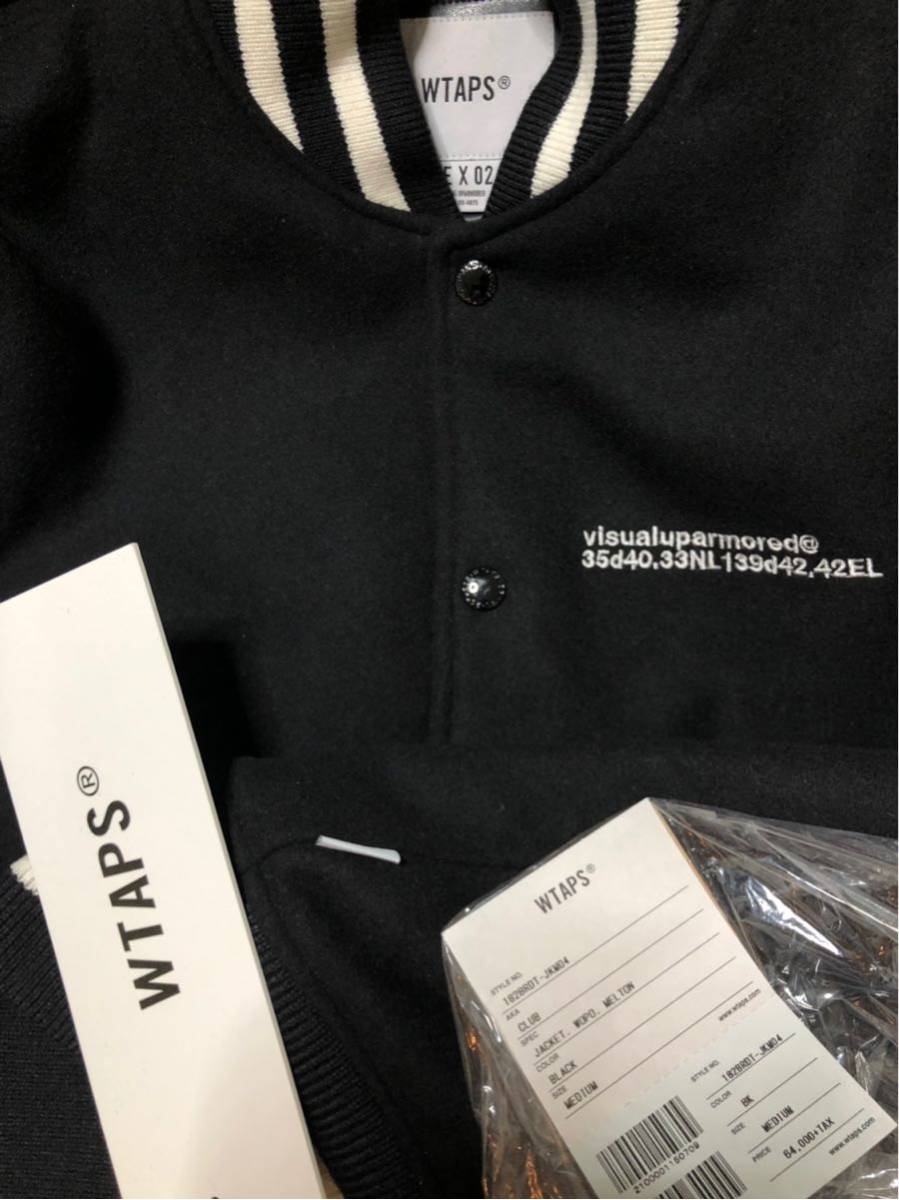 WTAPS®
E X 02
visualuparmored@
35d40.33NL139d42.42EL
WTAPS®
WTAPS®
STYLE NO.
182BRDT-JKM04
AKA
CLUB
SPEC
JACKET. WOPO. MELTON
COLOR
BLACK
SIZE
MEDIUM
www.wtaps.com
STYLE NO.
182BRDT-JKM04
COLOR
BK
SIZE
MEDIUM
PRICE
64,000+TAX
www.wtaps.com